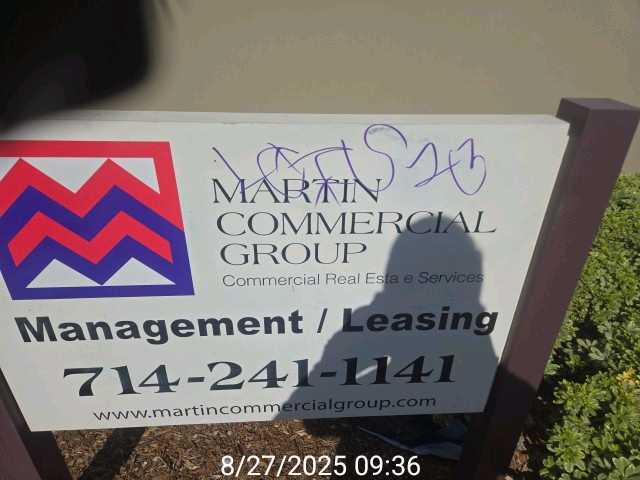 MARTIN
COMMERCIAL
GROUP
Commercial Real Esta e Services
Management / Leasing
714-241-1141
www.martincommercialgroup.com
8/27/2025 09:36